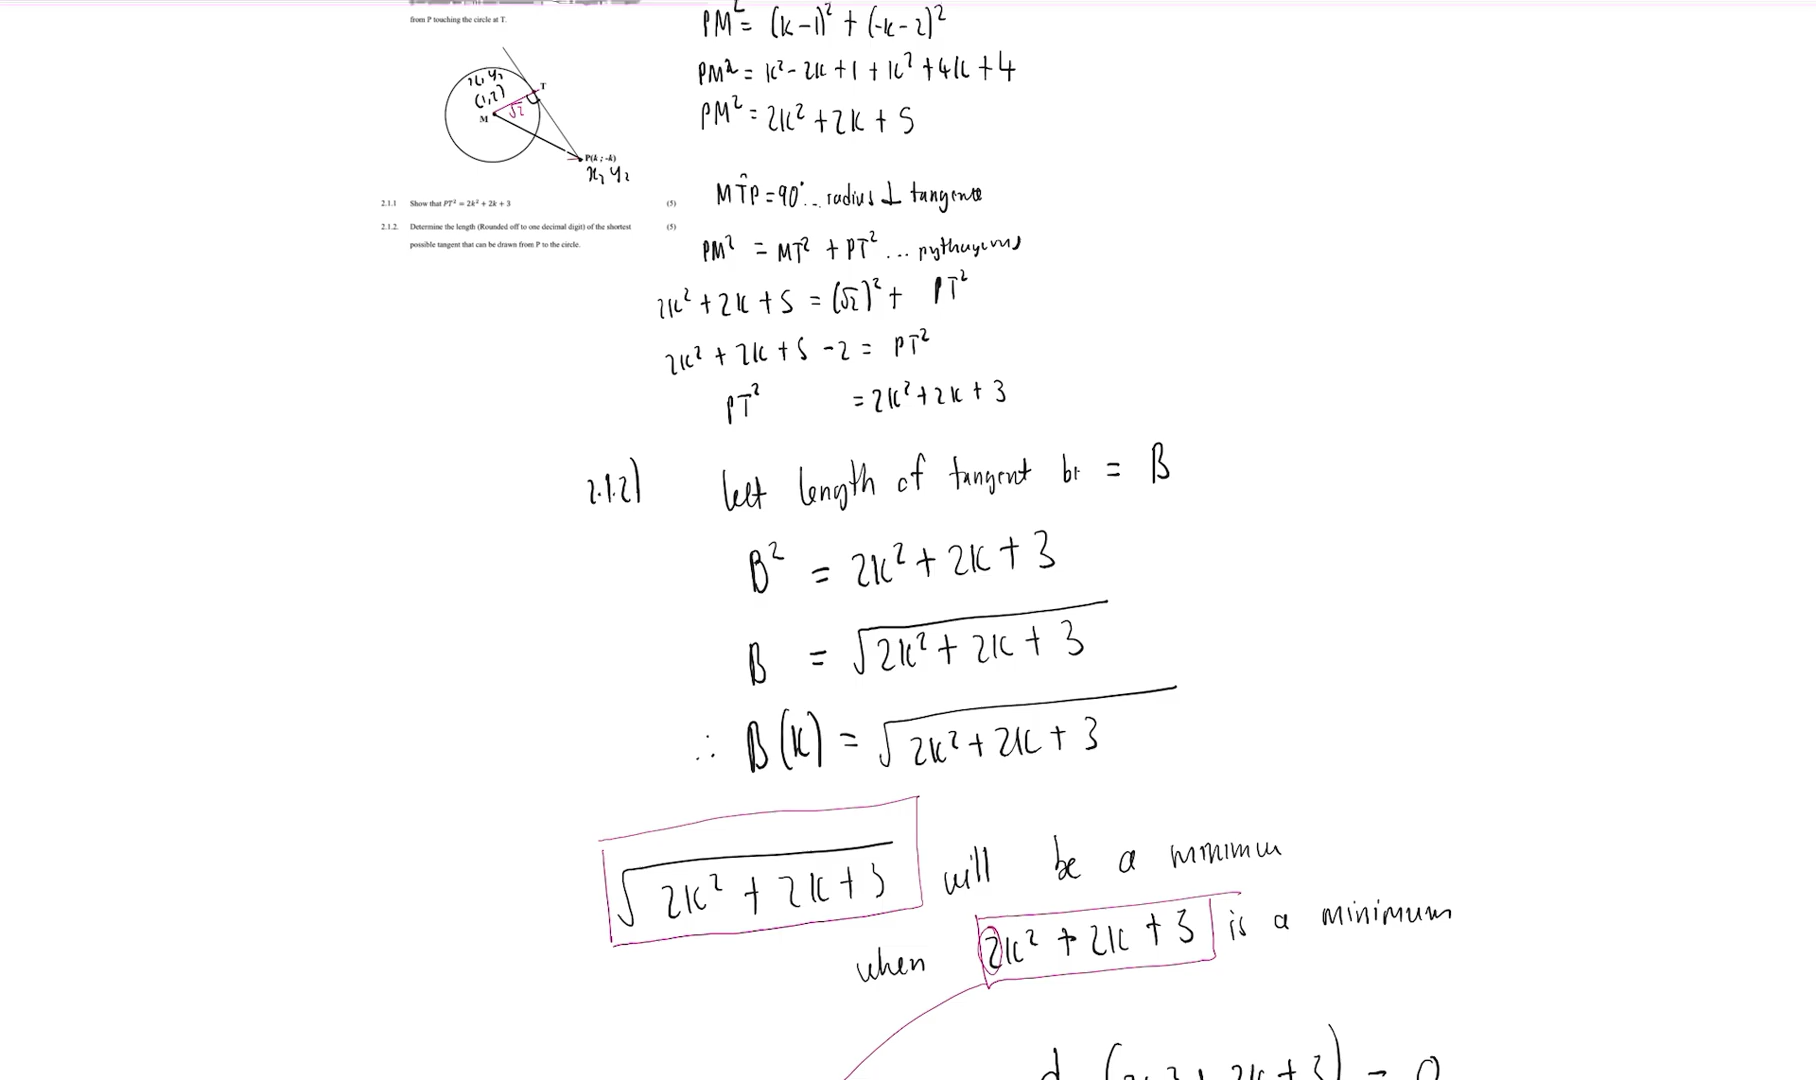 from P touching the circle at T.
x₁ y₁
(1,2)
√2
T
M
P(k ; -k)
x₂ y₂
2.1.1 Show that PT² = 2k² + 2k + 3 (5)
2.1.2. Determine the length (Rounded off to one decimal digit) of the shortest (5)
possible tangent that can be drawn from P to the circle.
PM² = (k-1)² + (-k-2)²
PM² = k² - 2k + 1 + k² + 4k + 4
PM² = 2k² + 2k + 5
MT̂P = 90° .. radius ⊥ tangent
PM² = MT² + PT² ... pythagoras
2k² + 2k + 5 = (√2)² + PT²
2k² + 2k + 5 - 2 = PT²
PT² = 2k² + 2k + 3
2.1.2) let length of tangent be = B
B² = 2k² + 2k + 3
B = √2k² + 2k + 3
∴ B(k) = √2k² + 2k + 3
√2k² + 2k + 3 will be a minimum
when 2k² + 2k + 3 is a minimum